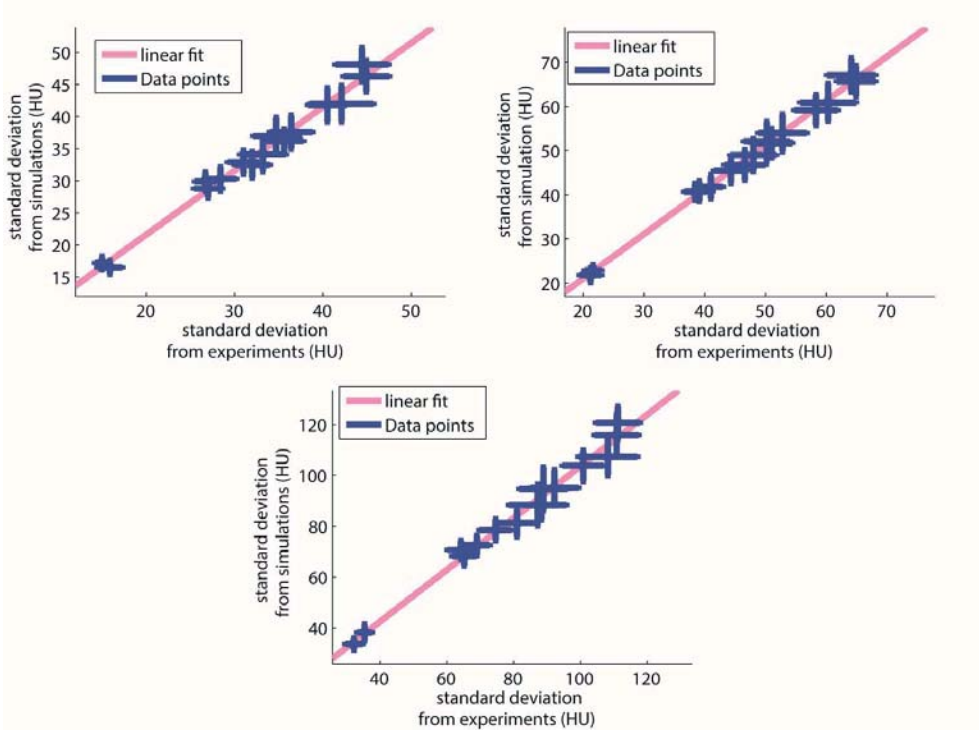 linear fit
Data points
50
45
40
35
30
25
20
15
standard deviation
from simulations (HU)
20
30
40
50
standard deviation
from experiments (HU)
linear fit
Data points
70
60
50
40
30
20
standard deviation
from simulation (HU)
20
30
40
50
60
70
standard deviation
from experiments (HU)
linear fit
Data points
120
100
80
60
40
standard deviation
from simulations (HU)
40
60
80
100
120
standard deviation
from experiments (HU)